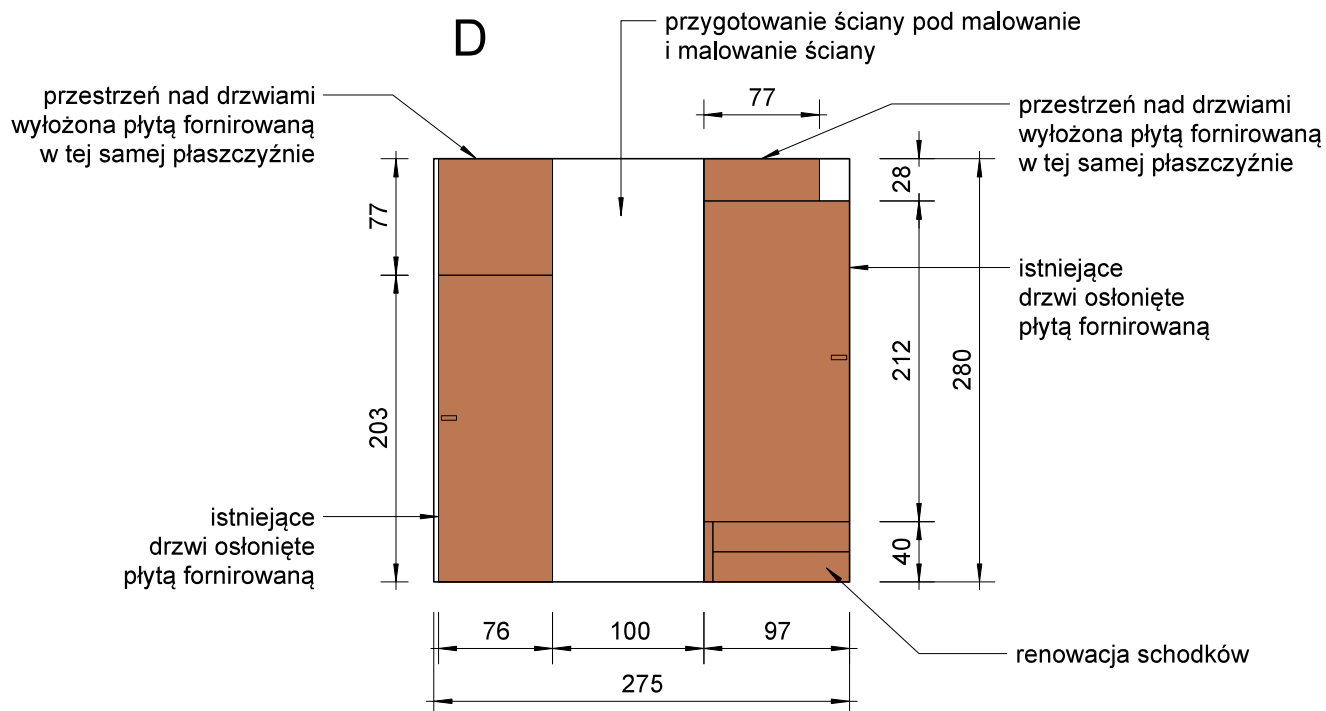 D
przygotowanie ściany pod malowanie
i malowanie ściany
przestrzeń nad drzwiami
wyłożona płytą fornirowaną
w tej samej płaszczyźnie
77
przestrzeń nad drzwiami
wyłożona płytą fornirowaną
w tej samej płaszczyźnie
77
28
istniejące
drzwi osłonięte
płytą fornirowaną
212
280
203
istniejące
drzwi osłonięte
płytą fornirowaną
40
76
100
97
renowacja schodków
275